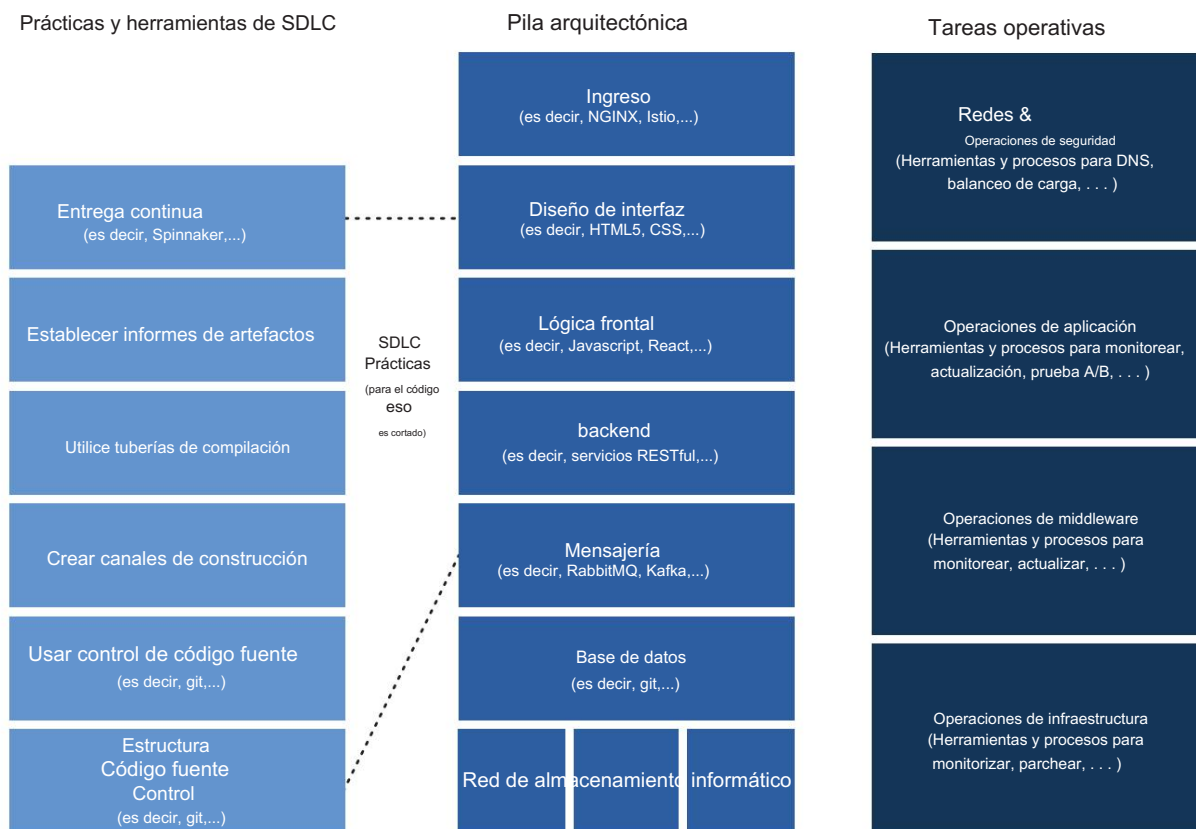 Prácticas y herramientas de SDLC
Entrega continua
(es decir, Spinnaker,...)
Establecer informes de artefactos
Utilice tuberías de compilación
Crear canales de construcción
Usar control de código fuente
(es decir, git,...)
Estructura
Código fuente
Control
(es decir, git,...)
SDLC
Prácticas
(para el código
eso
es cortado)
Pila arquitectónica
Ingreso
(es decir, NGINX, Istio,...)
Diseño de interfaz
(es decir, HTML5, CSS,...)
Lógica frontal
(es decir, Javascript, React,...)
backend
(es decir, servicios RESTful,...)
Mensajería
(es decir, RabbitMQ, Kafka,...)
Base de datos
(es decir, git,...)
Red de almacenamiento informático
Tareas operativas
Redes &
Operaciones de seguridad
(Herramientas y procesos para DNS,
balanceo de carga, . . . )
Operaciones de aplicación
(Herramientas y procesos para monitorear,
actualización, prueba A/B, . . . )
Operaciones de middleware
(Herramientas y procesos para
monitorear, actualizar, . . . )
Operaciones de infraestructura
(Herramientas y procesos para
monitorizar, parchear, . . . )